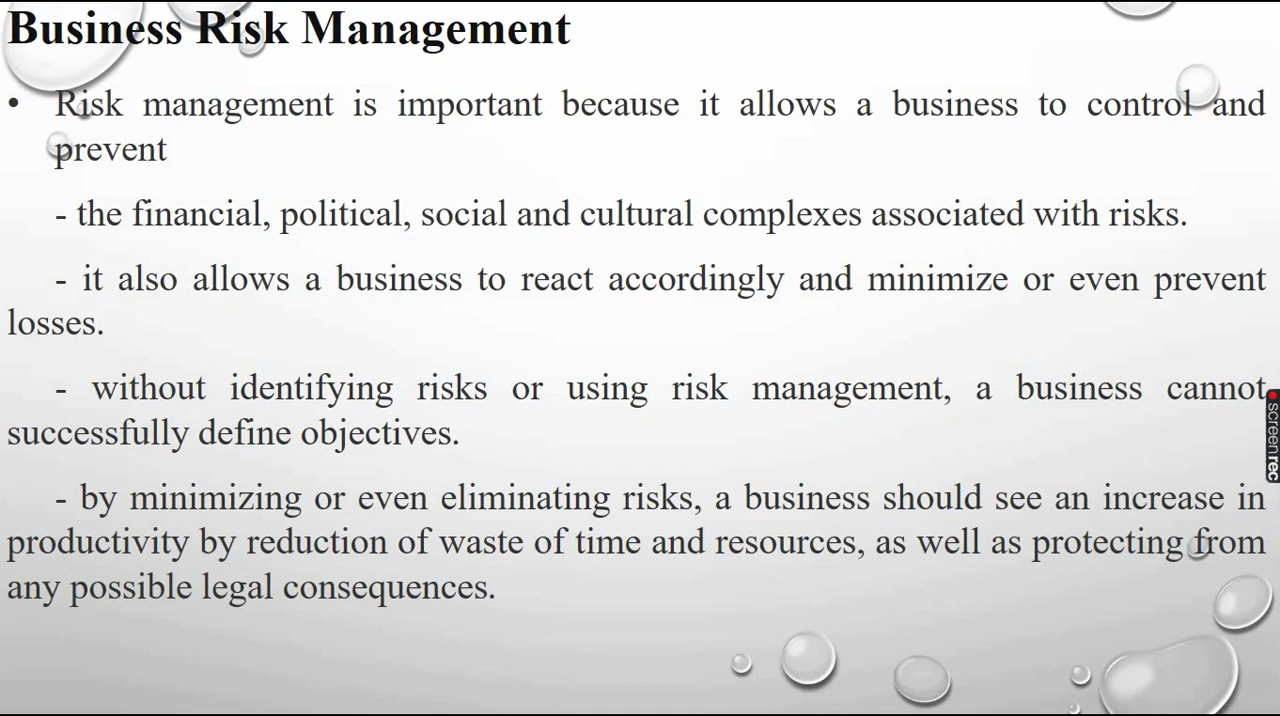 Business Risk Management
• Risk management is important because it allows a business to control and
prevent
- the financial, political, social and cultural complexes associated with risks.
- it also allows a business to react accordingly and minimize or even prevent
losses.
- without identifying risks or using risk management, a business cannot
successfully define objectives.
- by minimizing or even eliminating risks, a business should see an increase in
productivity by reduction of waste of time and resources, as well as protecting from
any possible legal consequences.
screenrec